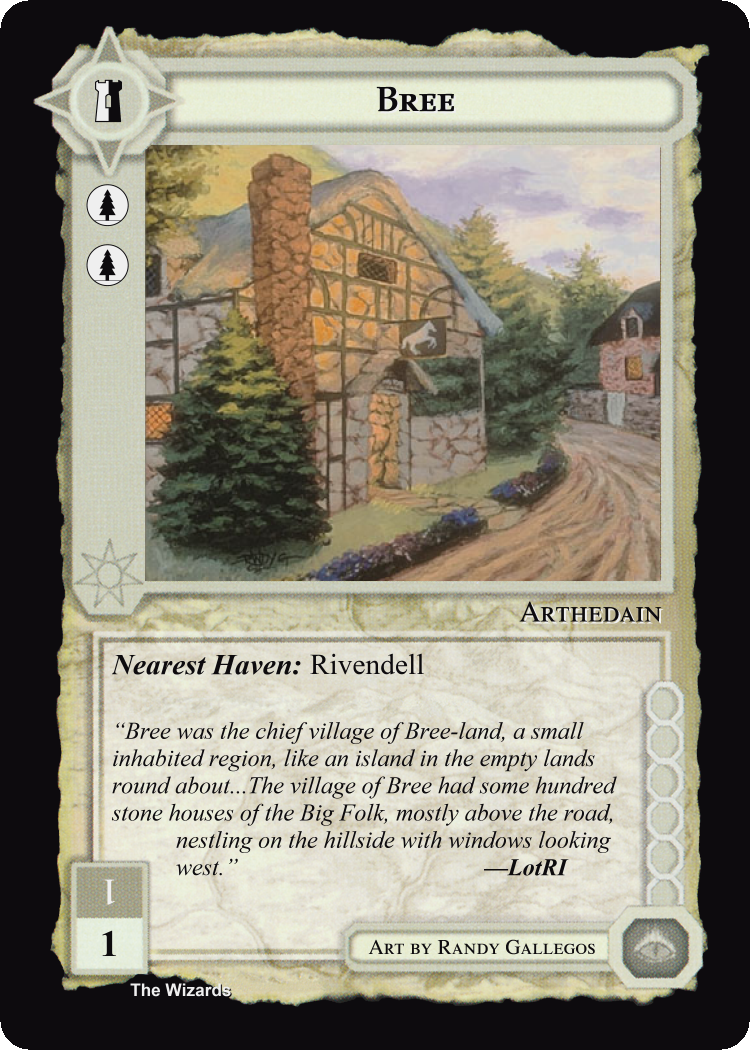 Bree
RANDY G
Arthedain
Nearest Haven: Rivendell
“Bree was the chief village of Bree-land, a small
inhabited region, like an island in the empty lands
round about...The village of Bree had some hundred
stone houses of the Big Folk, mostly above the road,
nestling on the hillside with windows looking
west.” —LotRI
1
1
Art by Randy Gallegos
The Wizards